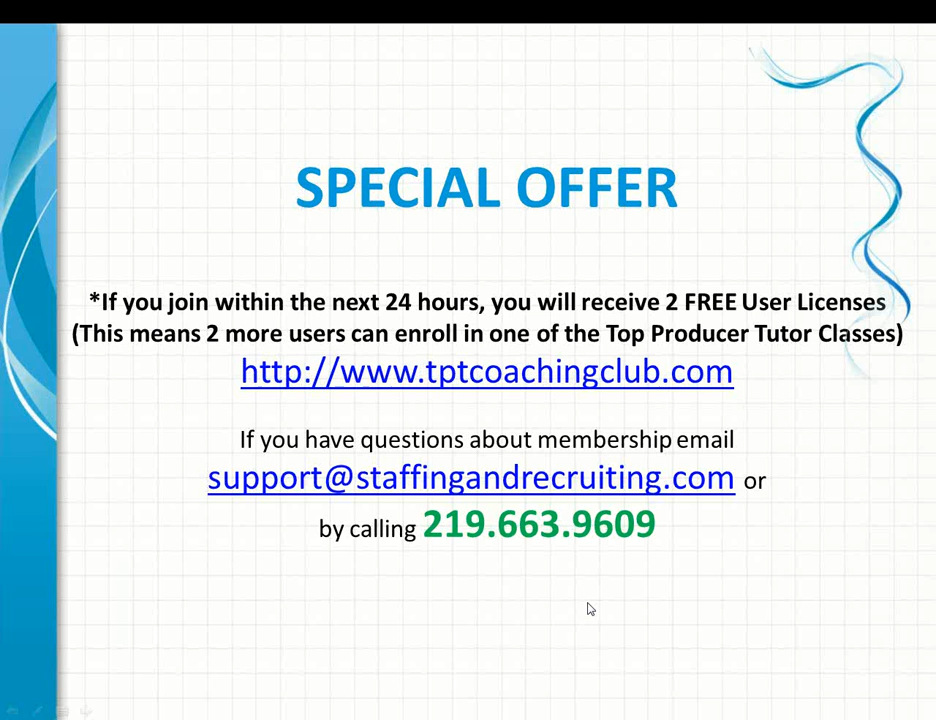 SPECIAL OFFER
*If you join within the next 24 hours, you will receive 2 FREE User Licenses
(This means 2 more users can enroll in one of the Top Producer Tutor Classes)
http://www.tptcoachingclub.com
If you have questions about membership email
support@staffingandrecruiting.com or
by calling 219.663.9609